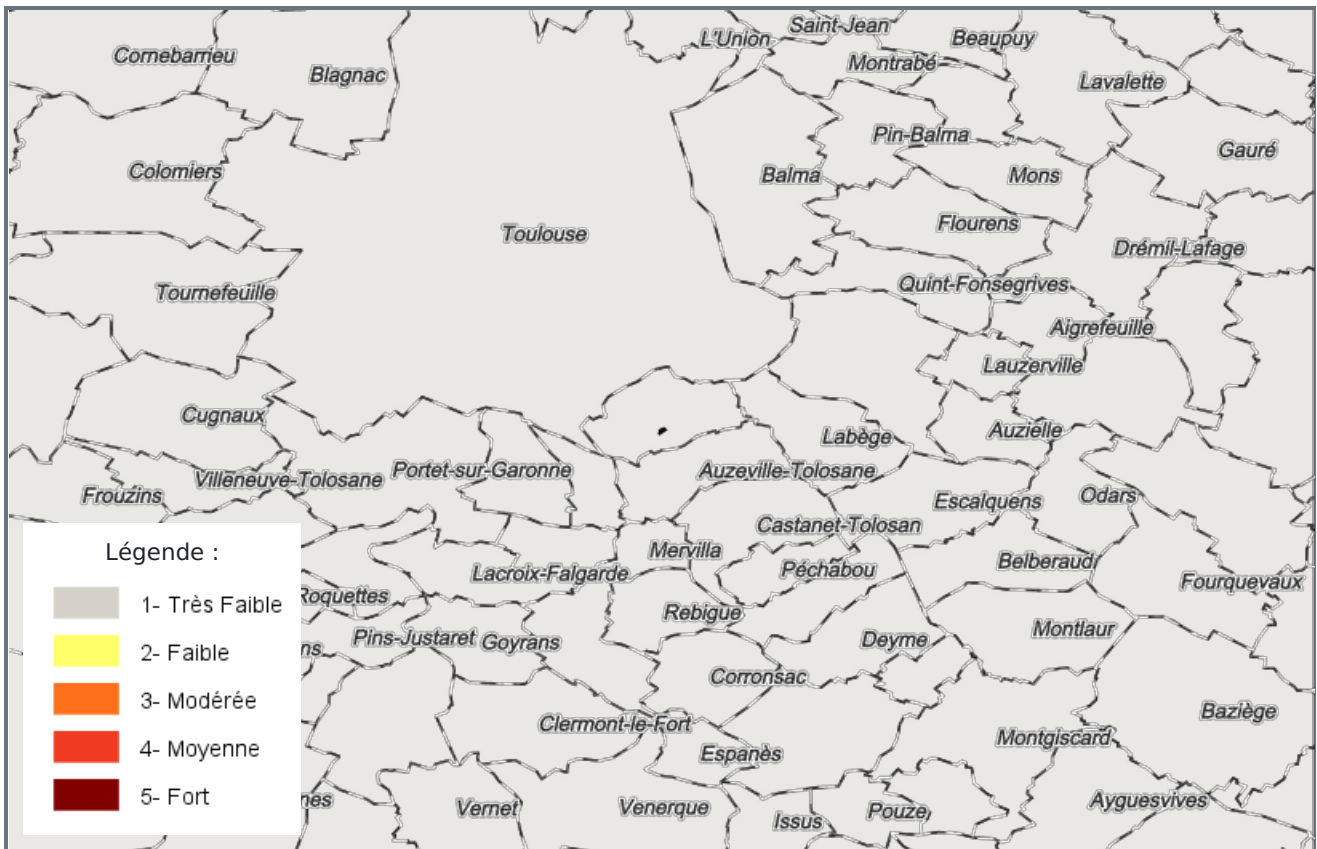 Saint-Jean
L'Union
Beaupuy
Cornebarrieu
Montrabé
Blagnac
Lavalette
Pin-Balma
Gauré
Colomiers
Balma
Mons
Flourens
Toulouse
Drémil-Lafage
Quint-Fonsegrives
Tournefeuille
Aigrefeuille
Lauzerville
Cugnaux
Auzielle
Labège
Portet-sur-Garonne
Auzeville-Tolosane
Villeneuve-Tolosane
Frouzins
Odars
Escalquens
Castanet-Tolosan
Mervilla
Légende :
Belberaud
Péchabou
Lacroix-Falgarde
Fourquevaux
Roquettes
1- Très Faible
Rebigue
Montlaur
Pins-Justaret
Goyrans
Deyme
ns
2- Faible
Corronsac
3- Modérée
Baziège
Clermont-le-Fort
Montgiscard
4- Moyenne
Espanès
5- Fort
nes
Ayguesvives
Vernet
Venerque
Pouze
Issus